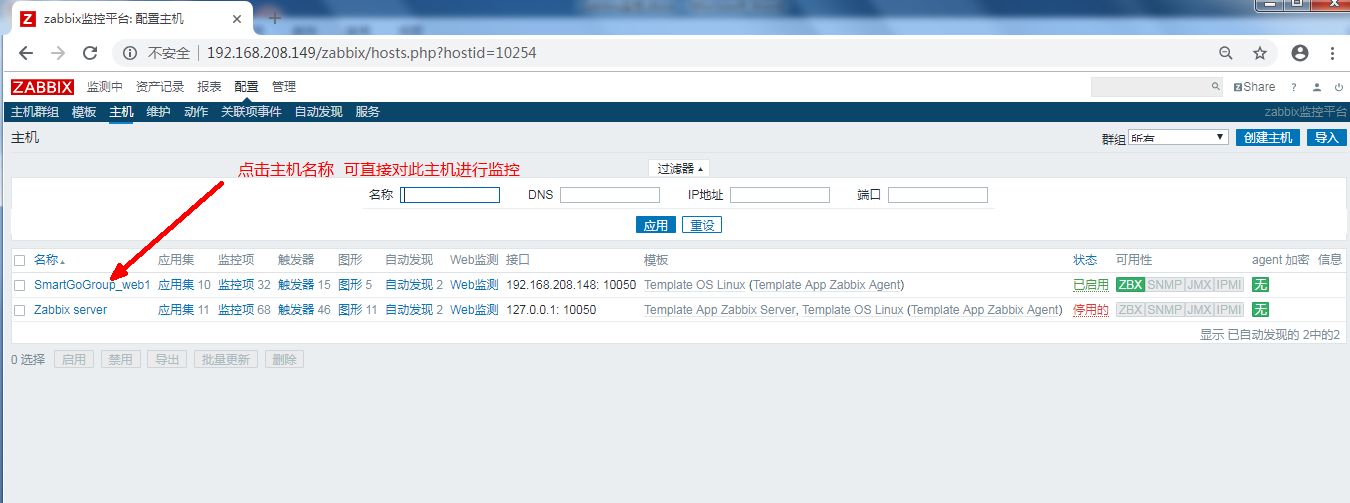 zabbix监控平台: 配置主机
不安全 192.168.208.149/zabbix/hosts.php?hostid=10254
ZABBIX 监测中 资产记录 报表 配置 管理 Z Share ?
主机群组 模板 主机 维护 动作 关联项事件 自动发现 服务 zabbix监控平台
主机 群组 所有 创建主机 导入
点击主机名称 可直接对此主机进行监控 过滤器
名称 DNS IP地址 端口
应用 重设
名称 应用集 监控项 触发器 图形 自动发现 Web监测 接口 模板 状态 可用性 agent 加密 信息
SmartGoGroup_web1 应用集 10 监控项 32 触发器 15 图形 5 自动发现 2 Web监测 192.168.208.148: 10050 Template OS Linux (Template App Zabbix Agent) 已启用 ZBX SNMP JMX IPMI 无
Zabbix server 应用集 11 监控项 68 触发器 46 图形 11 自动发现 2 Web监测 127.0.0.1: 10050 Template App Zabbix Server, Template OS Linux (Template App Zabbix Agent) 停用的 ZBX SNMP JMX IPMI 无
显示 已自动发现的 2中的2
0 选择 启用 禁用 导出 批量更新 删除